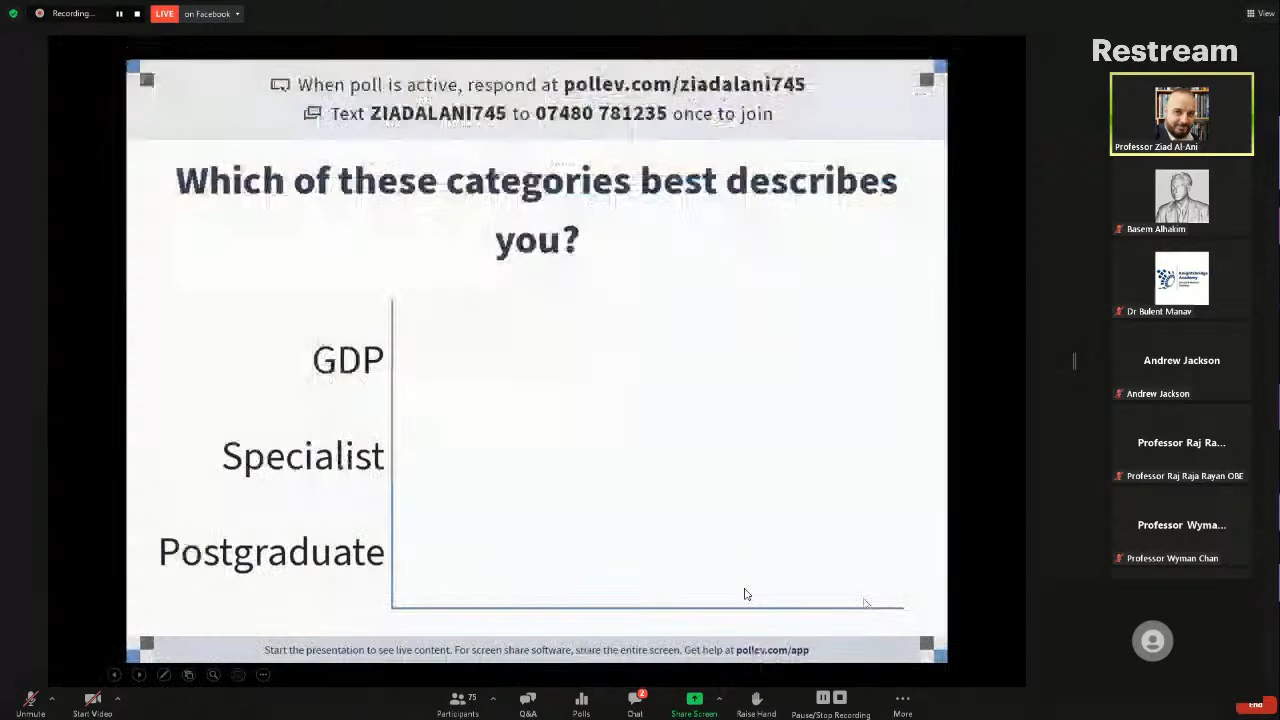 Recording...
LIVE on Facebook
View
Restream
When poll is active, respond at pollev.com/ziadalani745
Text ZIADALANI745 to 07480 781235 once to join
Which of these categories best describes
you?
GDP
Specialist
Postgraduate
Start the presentation to see live content. For screen share software, share the entire screen. Get help at pollev.com/app
Professor Ziad Al-Ani
Basem Alhakim
Knightsbridge
Academy
Dr Bulent Manav
Andrew Jackson
Andrew Jackson
Professor Raj Ra...
Professor Raj Raja Rayan OBE
Professor Wyma...
Professor Wyman Chan
Unmute
Start Video
Participants 75
Q&A
Polls
Chat 2
Share Screen
Raise Hand
Pause/Stop Recording
More
End